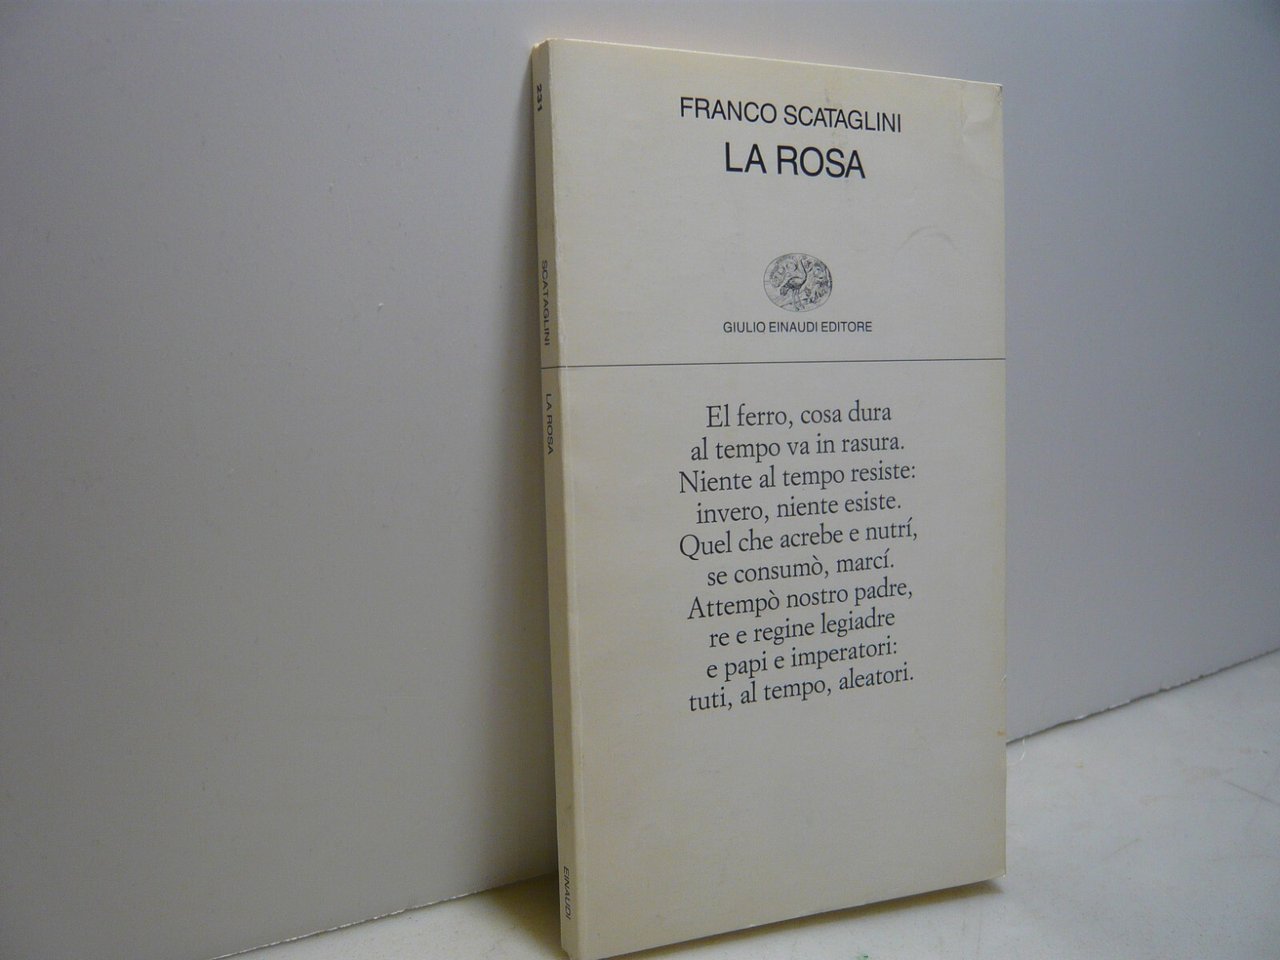 FRANCO SCATAGLINI
LA ROSA
GIULIO EINAUDI EDITORE
El ferro, cosa dura
al tempo va in rasura.
Niente al tempo resiste:
invero, niente esiste.
Quel che acrebe e nutrí,
se consumò, marcí.
Attempò nostro padre,
re e regine legiadre
e papi e imperatori:
tuti, al tempo, aleatori.
231
SCATAGLINI
LA ROSA
EINAUDI